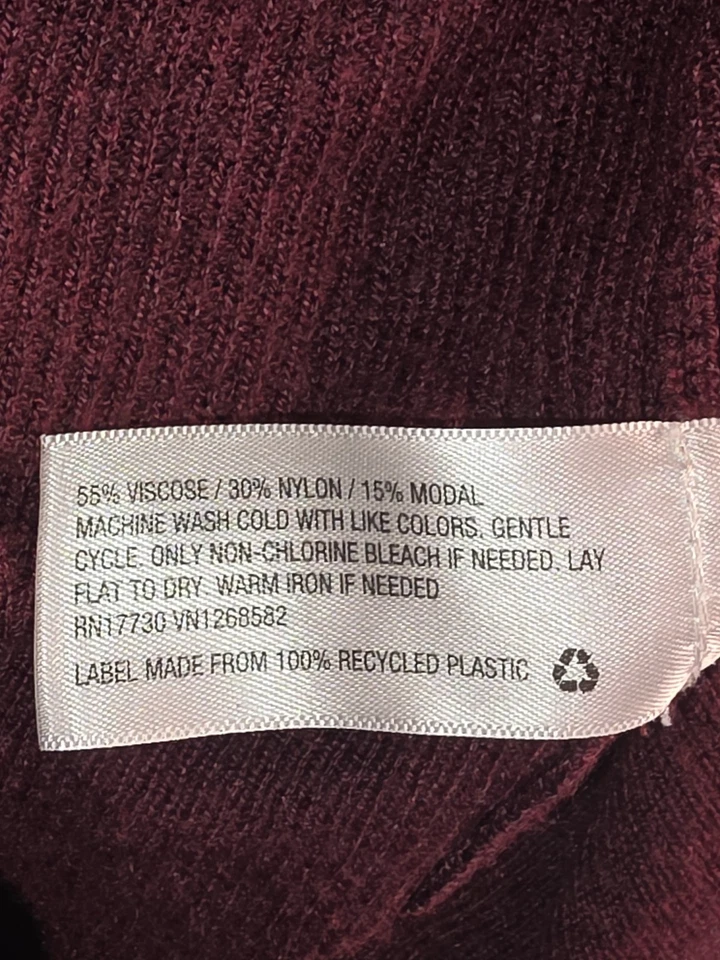 55% VISCOSE / 30% NYLON / 15% MODAL
MACHINE WASH COLD WITH LIKE COLORS. GENTLE
CYCLE. ONLY NON-CHLORINE BLEACH IF NEEDED. LAY
FLAT TO DRY. WARM IRON IF NEEDED
RN17730 VN1268582
LABEL MADE FROM 100% RECYCLED PLASTIC